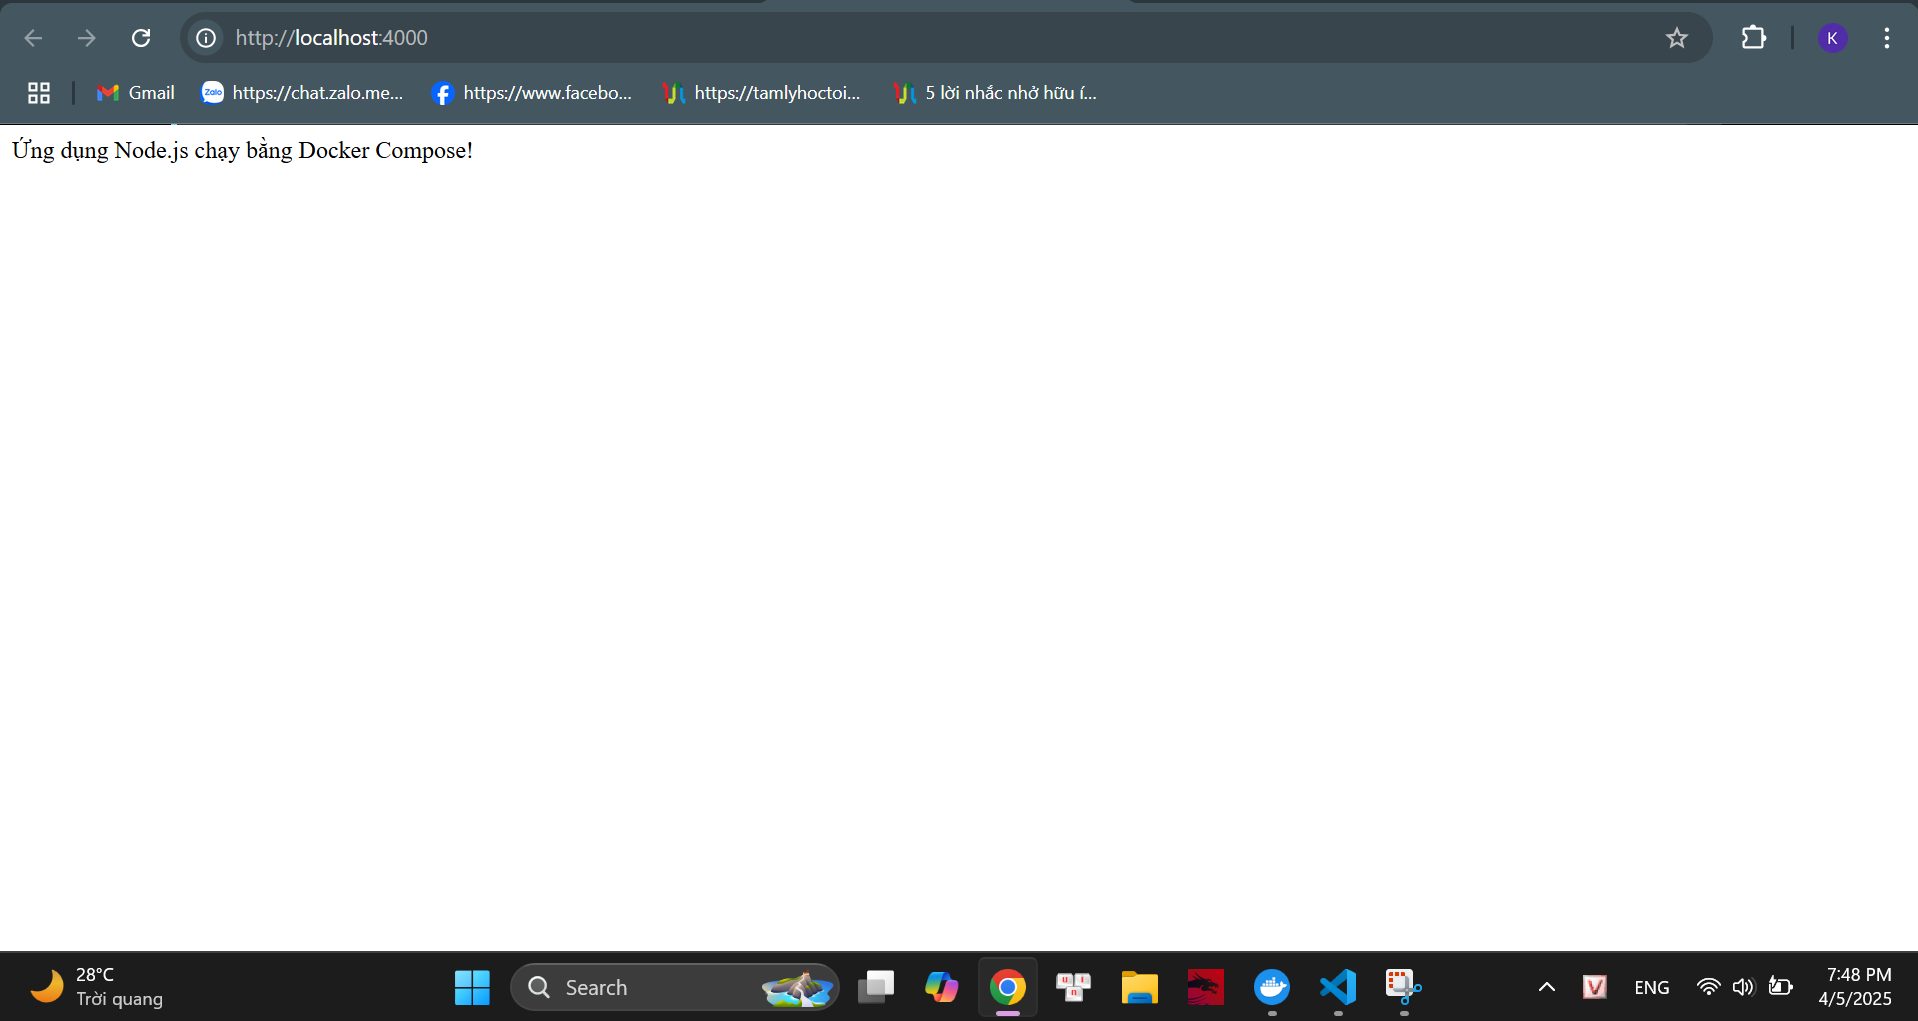 http://localhost:4000
K
Gmail
Zalo https://chat.zalo.me...
https://www.facebo...
https://tamlyhoctoi...
5 lời nhắc nhở hữu í...
Ứng dụng Node.js chạy bằng Docker Compose!
28°C
Trời quang
Search
U I
n
V
ENG
7:48 PM
4/5/2025